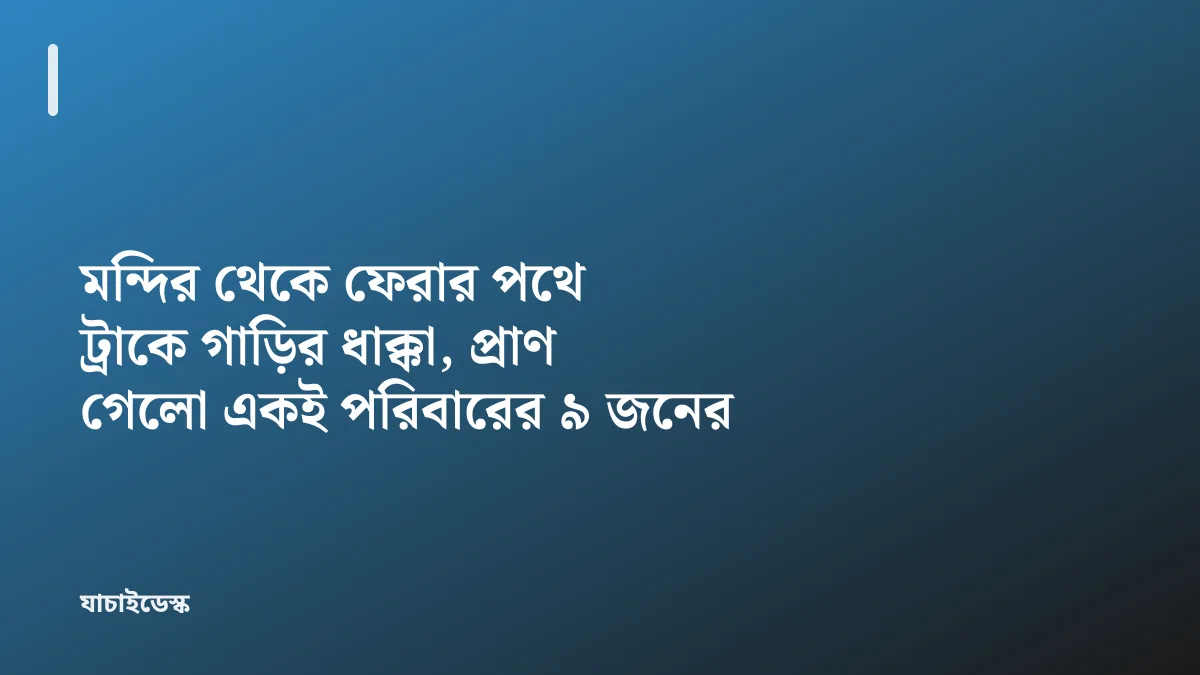 মন্দির থেকে ফেরার পথে
ট্রাকে গাড়ির ধাক্কা, প্রাণ
গেলো একই পরিবারের ৯ জনের
যাচাইডেস্ক